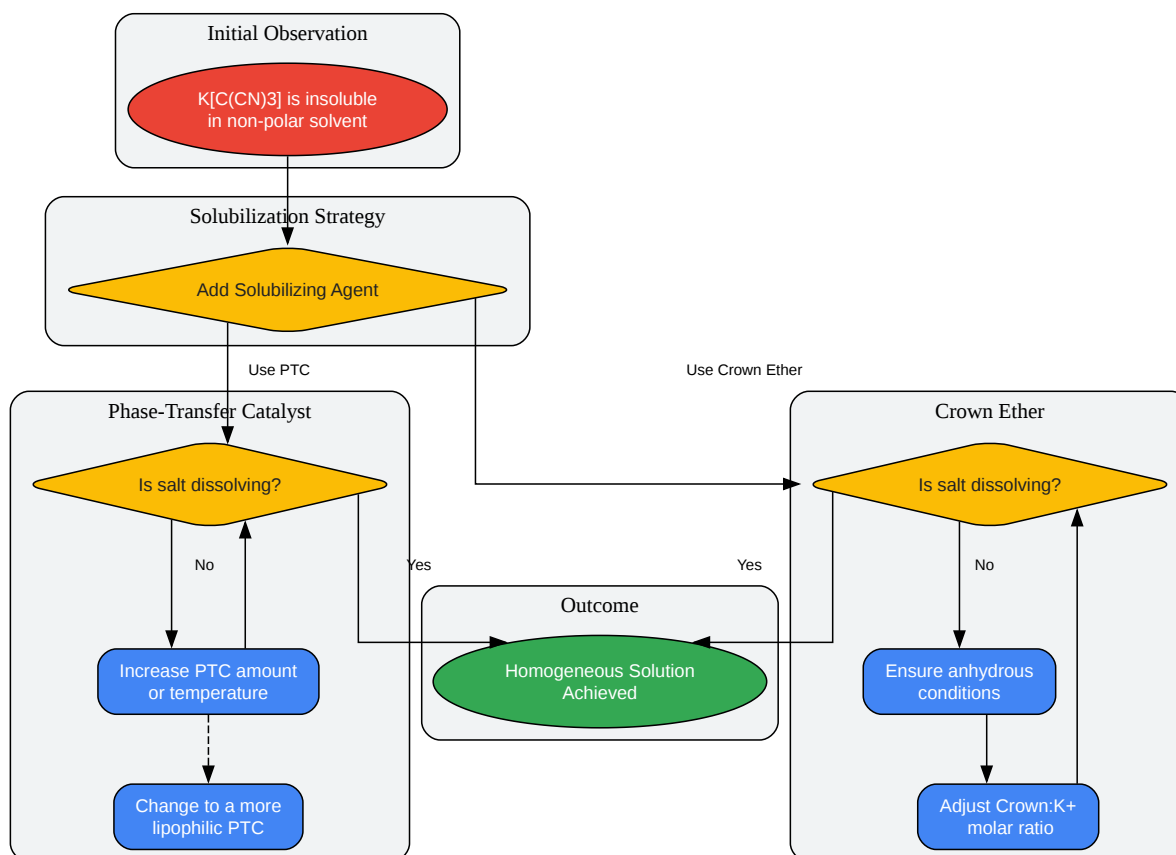 Initial Observation
K[C(CN)3] is insoluble
in non-polar solvent
Solubilization Strategy
Add Solubilizing Agent
Use PTC
Use Crown Ether
Phase-Transfer Catalyst
Is salt dissolving?
No
Yes
Increase PTC amount
or temperature
Change to a more
lipophilic PTC
Outcome
Homogeneous Solution
Achieved
Crown Ether
Is salt dissolving?
Yes
No
Ensure anhydrous
conditions
Adjust Crown:K+
molar ratio